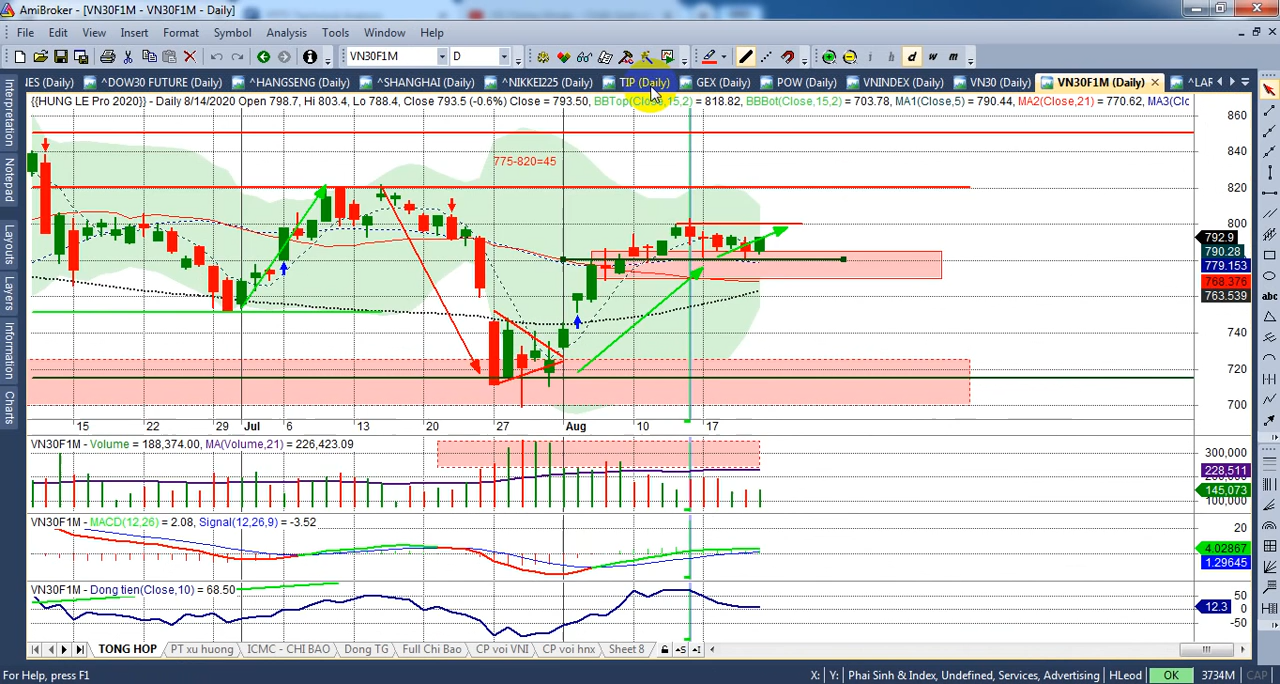 AmiBroker - [VN30F1M - VN30F1M - Daily]
File Edit View Insert Format Symbol Analysis Tools Window Help
VN30F1M D i h d w m
IES (Daily) ^DOW30 FUTURE (Daily) ^HANGSENG (Daily) ^SHANGHAI (Daily) ^NIKKEI225 (Daily) TIP (Daily) GEX (Daily) POW (Daily) VNINDEX (Daily) VN30 (Daily) VN30F1M (Daily) ^LAR
{{HUNG LE Pro 2020}} - Daily 8/14/2020 Open 798.7, Hi 803.4, Lo 788.4, Close 793.5 (-0.6%) Close = 793.50, BBTop(Close,15,2) = 818.82, BBBot(Close,15,2) = 703.78, MA1(Close,5) = 790.44, MA2(Close,21) = 770.62, MA3(Clc
Interpretation
Notepad
Layouts
Layers
Information
Charts
775-820=45
860
840
820
800
792.9
790.28
779.153
768.376
763.539
740
720
700
15 22 29 Jul 6 13 20 27 Aug 10 17
VN30F1M - Volume = 188,374.00, MA(Volume,21) = 226,423.09
300,000
228,511
145,073
100,000
VN30F1M - MACD(12,26) = 2.08, Signal(12,26,9) = -3.52
20
4.02867
1.29645
VN30F1M - Dong tien(Close,10) = 68.50
50
12.3
-50
TONG HOP PT xu huong ICMC - CHI BAO Dong TG Full Chi Bao CP voi VNI CP voi hnx Sheet 8
For Help, press F1 X: Y: Phai Sinh & Index, Undefined, Services, Advertising HLeod OK 3734M CAP